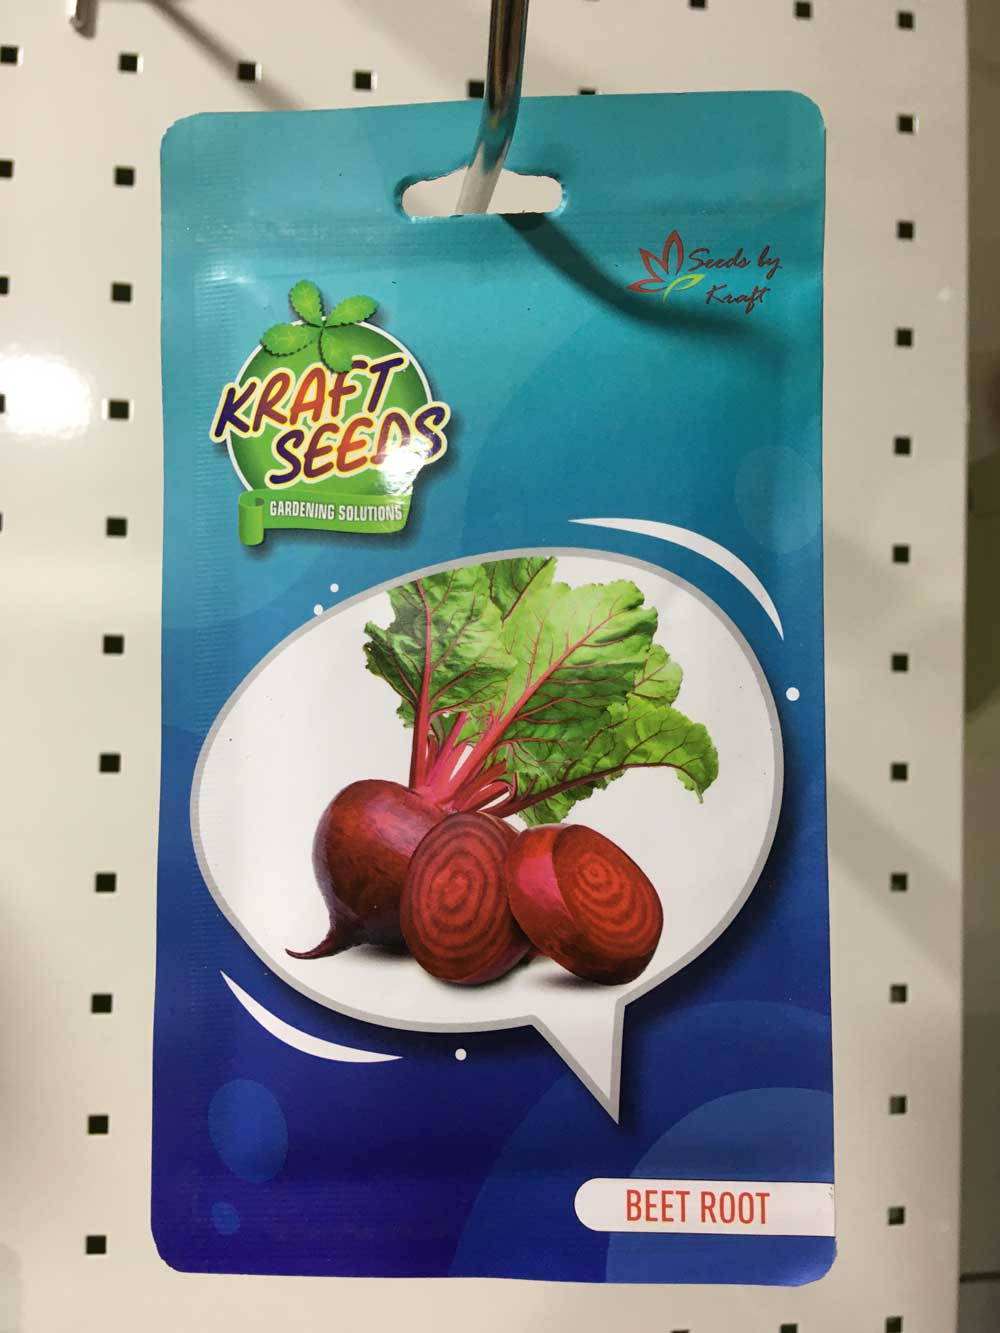 Seeds by
Kraft
KRAFT
SEEDS
GARDENING SOLUTIONS
BEET ROOT